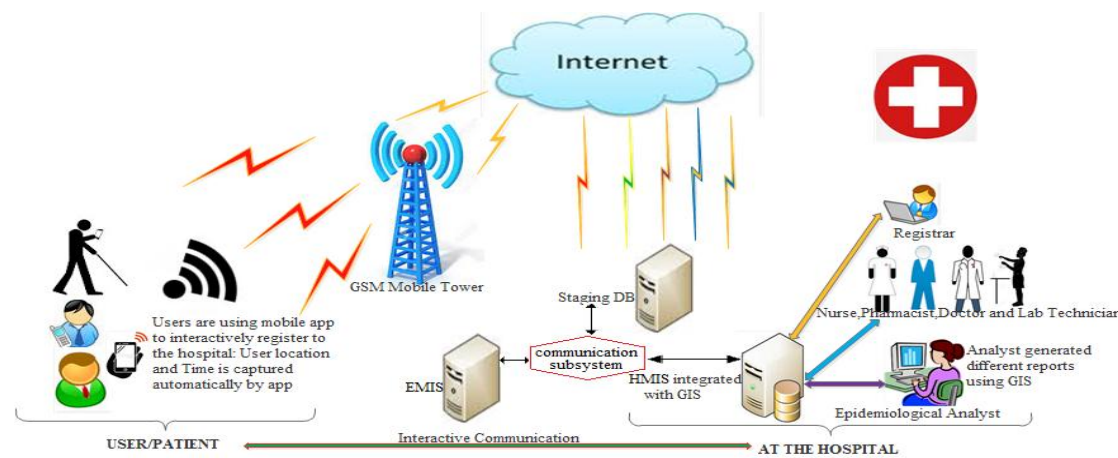 Internet
GSM Mobile Tower
Registrar
Nurse,Pharmacist,Doctor and Lab Technician
Users are using mobile app
to interactively register to
the hospital: User location
and Time is captured
automatically by app
Staging DB
communication
subsystem
EMIS
HMIS integrated
with GIS
Analyst generated
different reports
using GIS
Epidemiological Analyst
USER/PATIENT
Interactive Communication
AT THE HOSPITAL